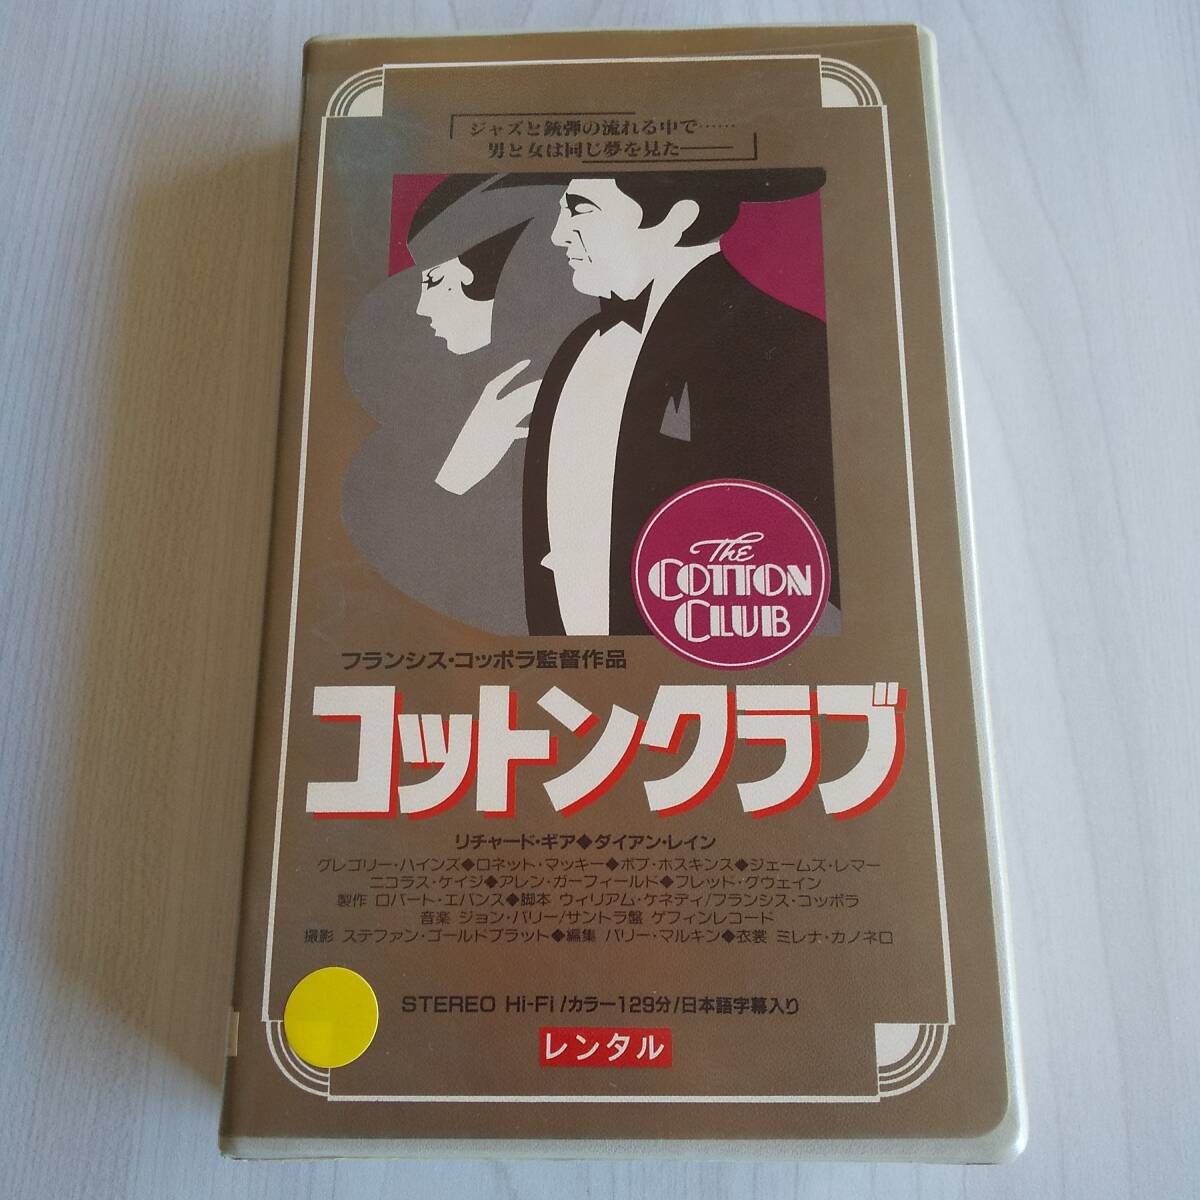 ジャズと銃弾の流れる中で……
男と女は同じ夢を見た——
The
COTTON
CLUB
フランシス・コッポラ監督作品
コットンクラブ
リチャード・ギア◆ダイアン・レイン
グレゴリー・ハインズ◆ロネット・マッキー◆ボブ・ホスキンス◆ジェームズ・レマー
ニコラス・ケイジ◆アレン・ガーフィールド◆フレッド・グウェイン
製作 ロバート・エバンス◆脚本 ウィリアム・ケネディ/フランシス・コッポラ
音楽 ジョン・バリー/サントラ盤 ゲフィンレコード
撮影 ステファン・ゴールドブラット◆編集 バリー・マルキン◆衣裳 ミレナ・カノネロ
STEREO Hi-Fi/カラー129分/日本語字幕入り
レンタル